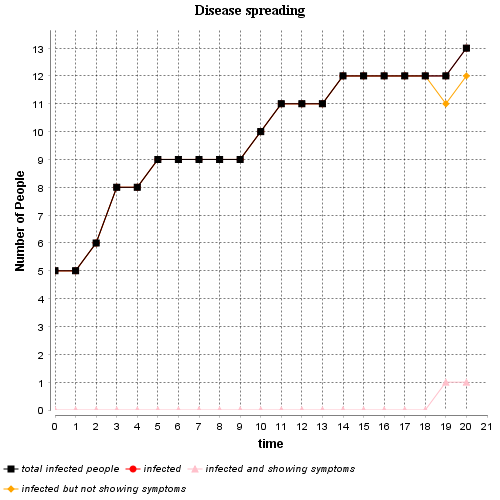 Disease spreading
Number of People
13
12
11
10
9
8
7
6
5
4
3
2
1
0
0 1 2 3 4 5 6 7 8 9 10 11 12 13 14 15 16 17 18 19 20 21
time
total infected people infected infected and showing symptoms
infected but not showing symptoms